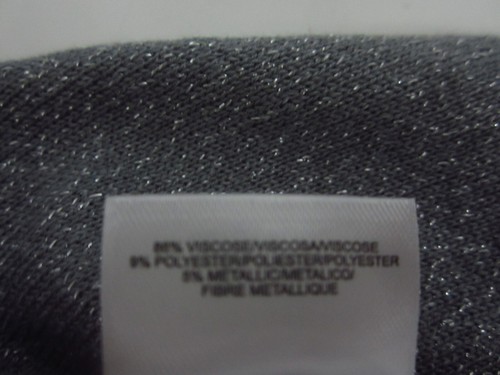 86% VISCOSE/VISCOSA/VISCOSE
9% POLYESTER/POLIESTER/POLYESTER
5% METALLIC/METALICO/
FIBRE METALLIQUE